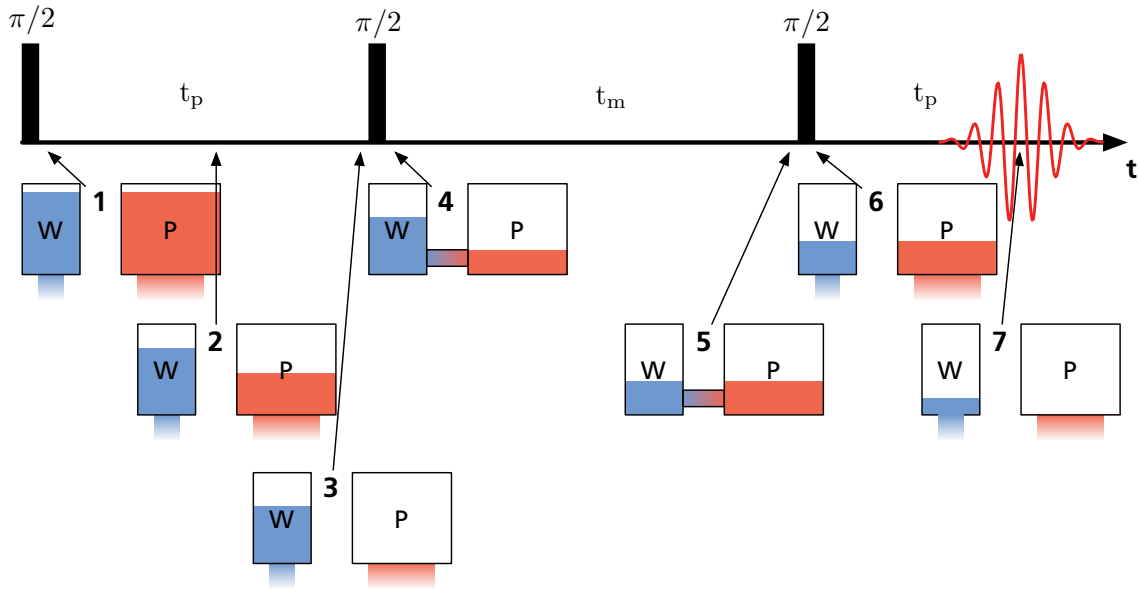 π/2 π/2 π/2
t_p t_m t_p
t
1 4 6
W P W P W P
2 5 7
W P W P W P
3
W P